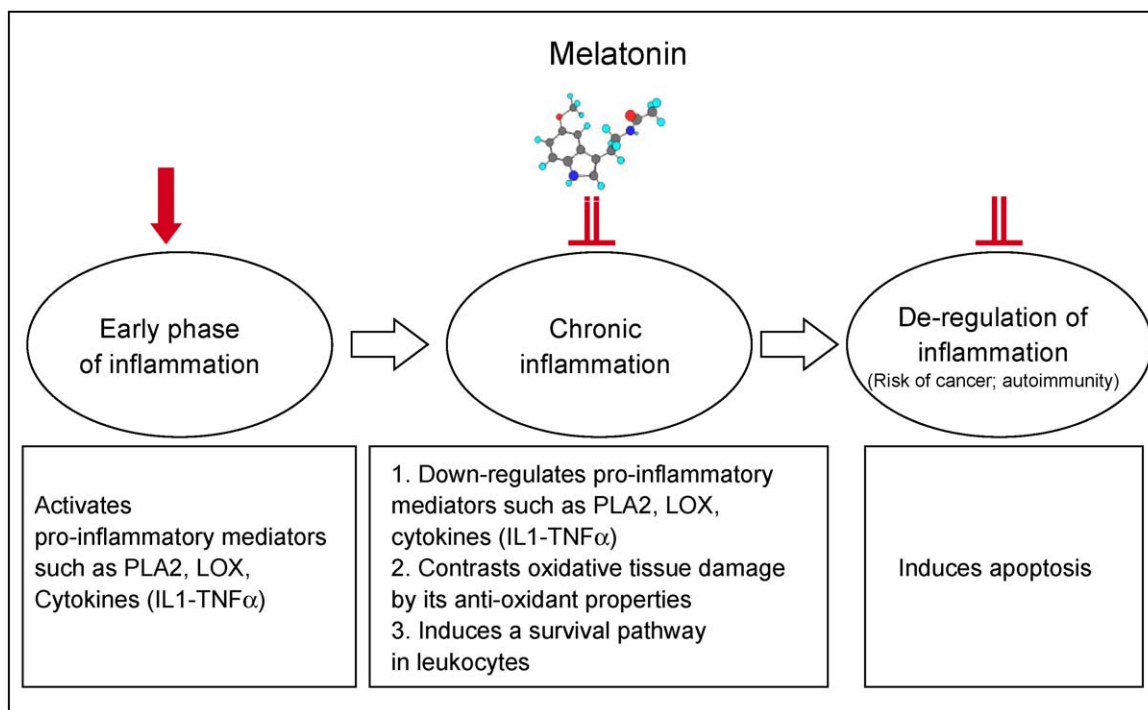 Melatonin
Early phase
of inflammation
Chronic
inflammation
De-regulation of
inflammation
(Risk of cancer; autoimmunity)
Activates
pro-inflammatory mediators
such as PLA2, LOX,
Cytokines (IL1-TNFα)
1. Down-regulates pro-inflammatory
mediators such as PLA2, LOX,
cytokines (IL1-TNFα)
2. Contrasts oxidative tissue damage
by its anti-oxidant properties
3. Induces a survival pathway
in leukocytes
Induces apoptosis